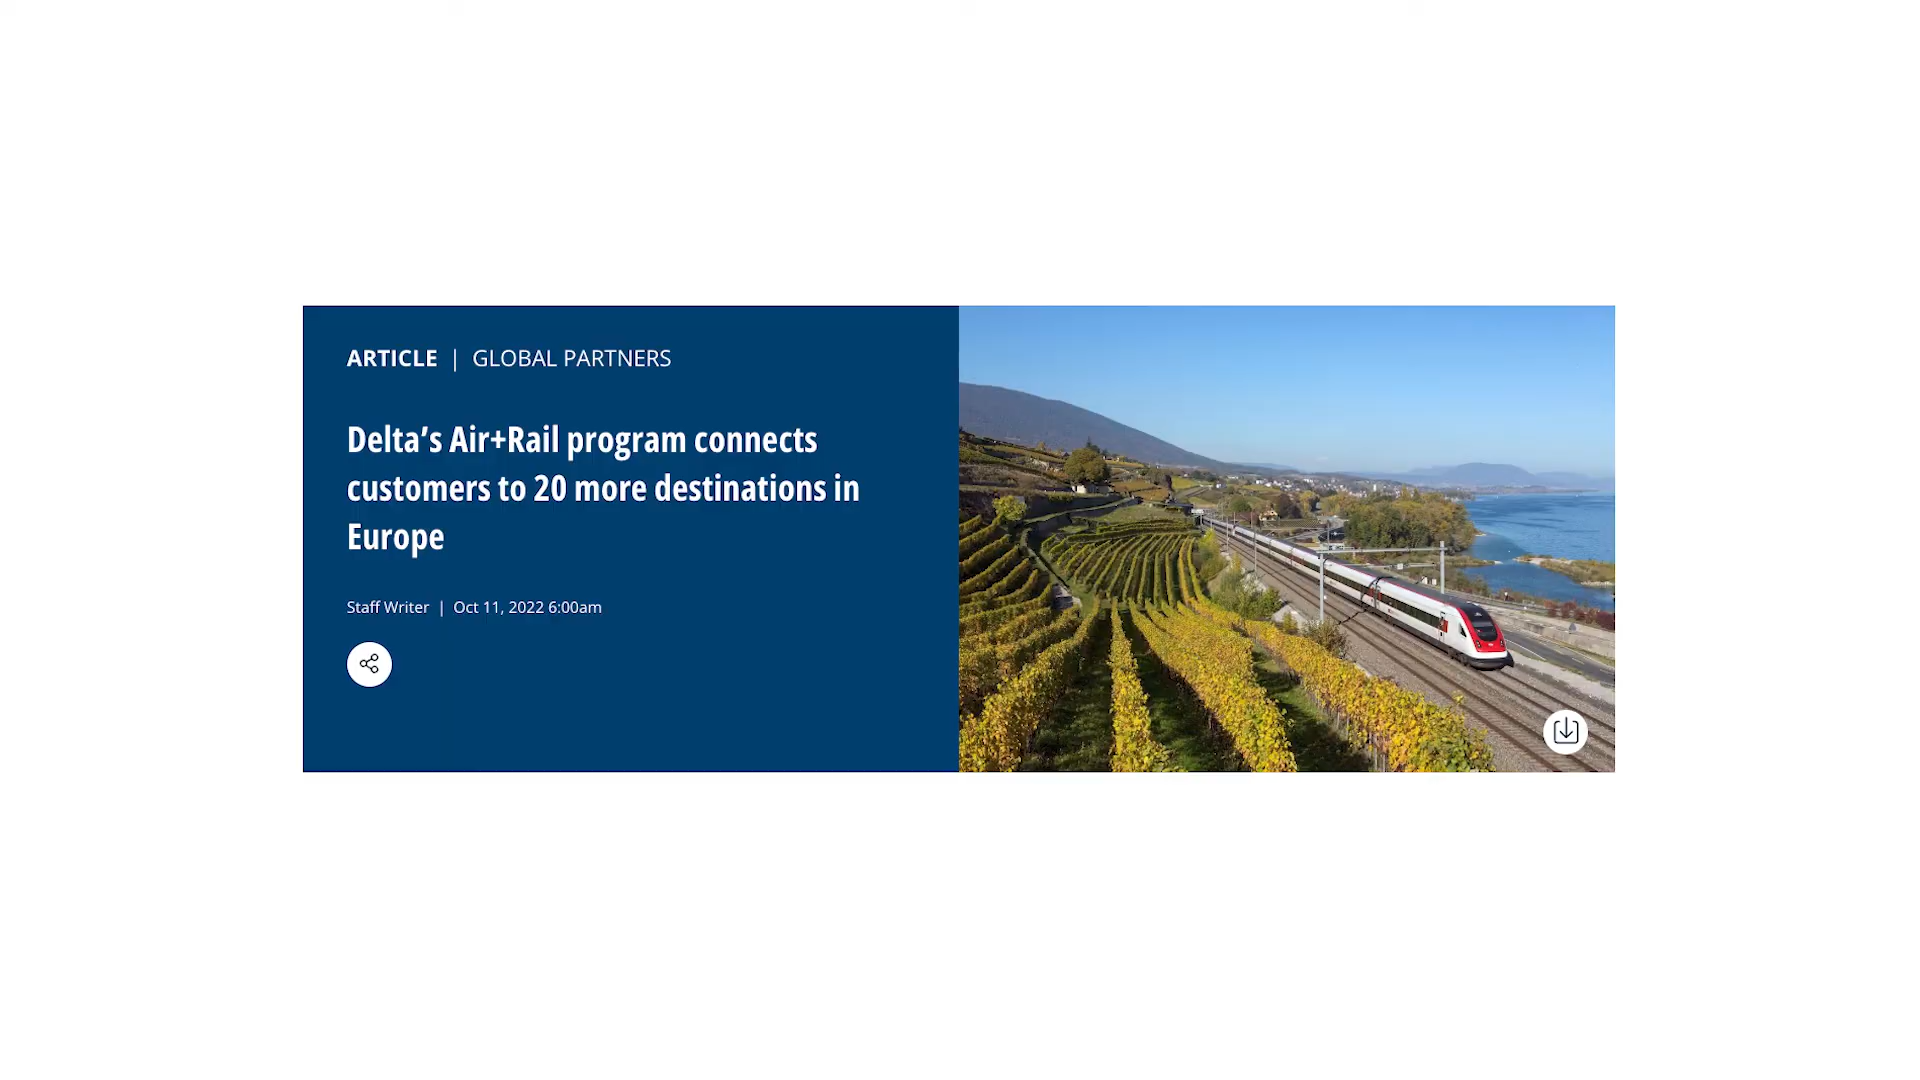 ARTICLE | GLOBAL PARTNERS
Delta’s Air+Rail program connects
customers to 20 more destinations in
Europe
Staff Writer | Oct 11, 2022 6:00am